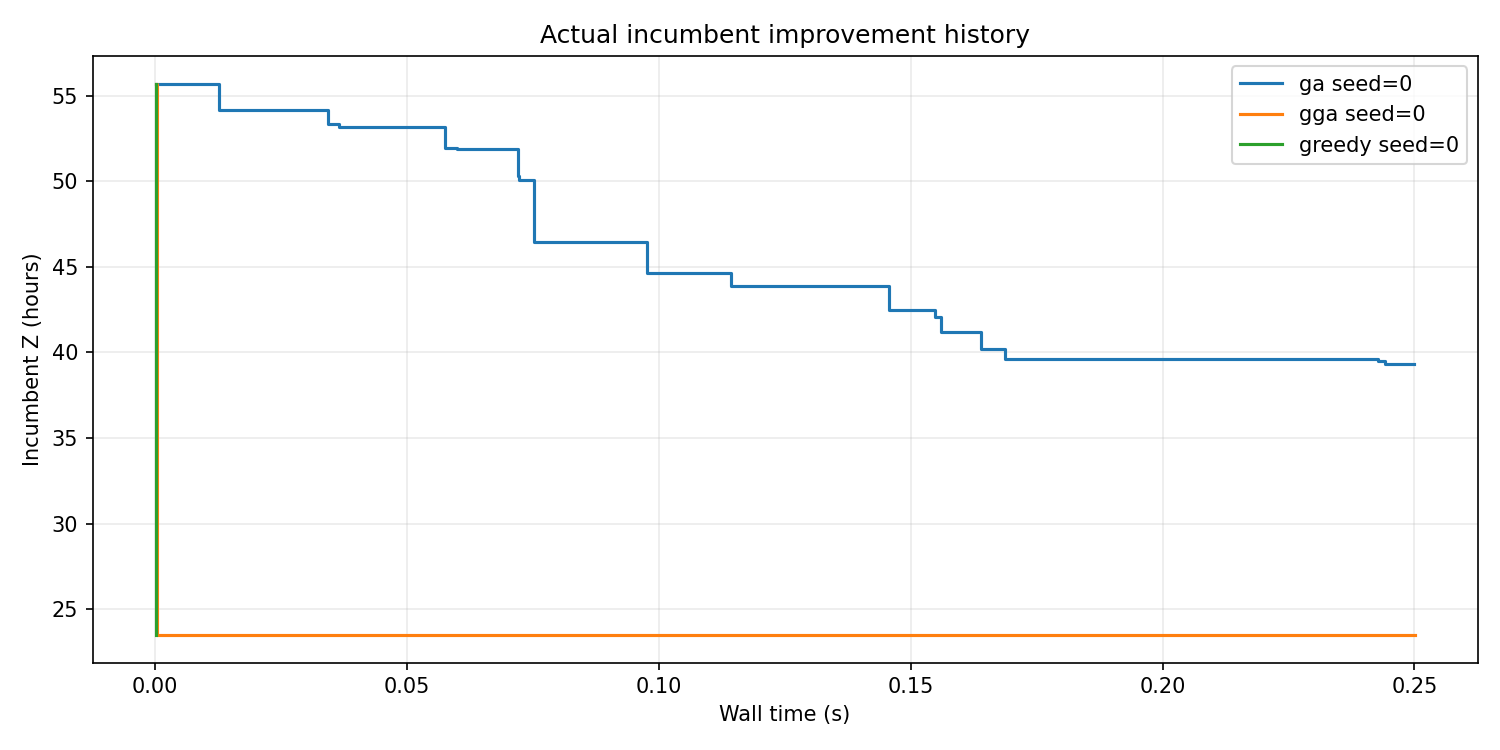 Actual incumbent improvement history
ga seed=0
gga seed=0
greedy seed=0
Incumbent Z (hours)
55
50
45
40
35
30
25
0.00 0.05 0.10 0.15 0.20 0.25
Wall time (s)